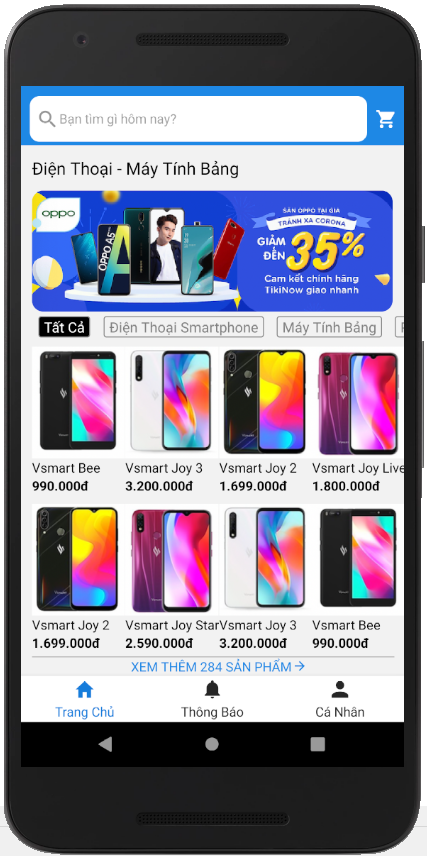 Bạn tìm gì hôm nay?
Điện Thoại - Máy Tính Bảng
oppo
OPPO A5
SĂN OPPO TẠI GIA
TRÁNH XA CORONA
GIẢM
ĐẾN
35%
Cam kết chính hãng
TikiNow giao nhanh
Tất Cả
Điện Thoại Smartphone
Máy Tính Bảng
Vsmart Bee
Vsmart Joy 3
Vsmart Joy 2
Vsmart Joy Live
990.000đ
3.200.000đ
1.699.000đ
1.800.000đ
Vsmart Joy 2
Vsmart Joy Star
Vsmart Joy 3
Vsmart Bee
1.699.000đ
2.590.000đ
3.200.000đ
990.000đ
XEM THÊM 284 SẢN PHẨM
Trang Chủ
Thông Báo
Cá Nhân